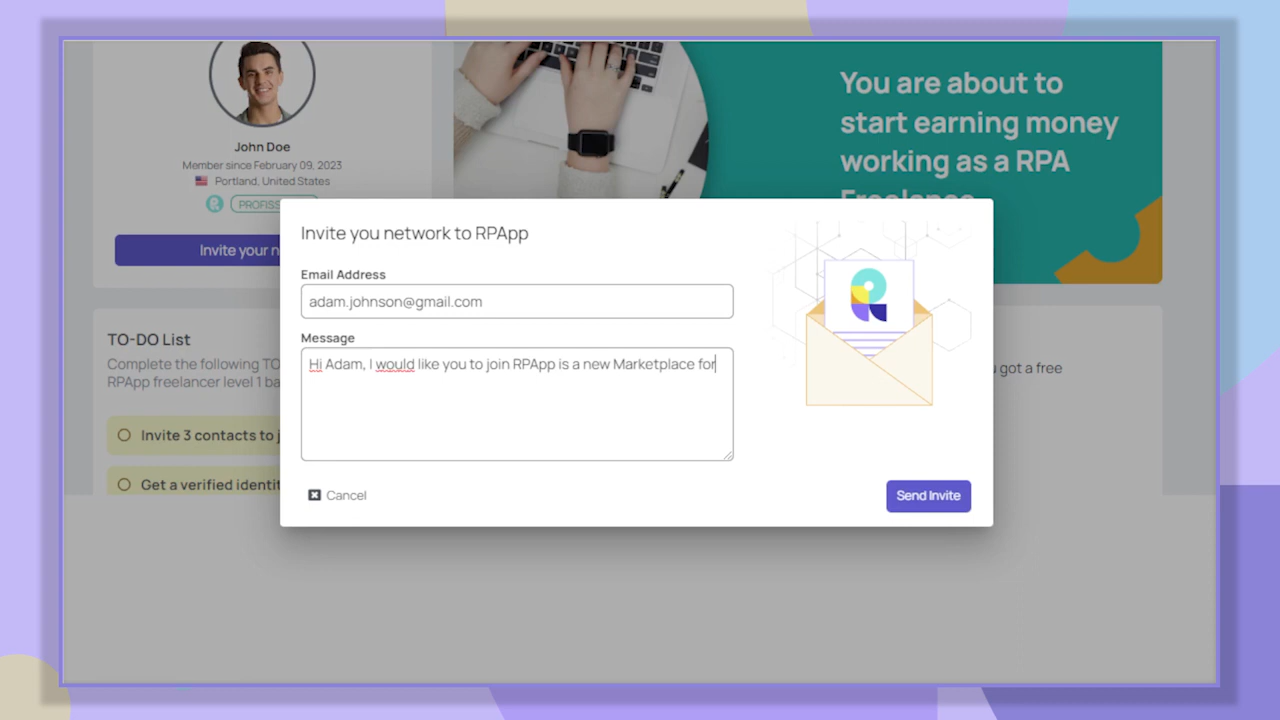 John Doe
Member since February 09, 2023
Portland, United States
PROFISS
Invite your n
You are about to
start earning money
working as a RPA
Freelance
Invite you network to RPApp
Email Address
adam.johnson@gmail.com
Message
Hi Adam, I would like you to join RPApp is a new Marketplace for
Cancel
Send Invite
TO-DO List
Complete the following TO
RPApp freelancer level 1 ba
Invite 3 contacts to j
Get a verified identit
u got a free